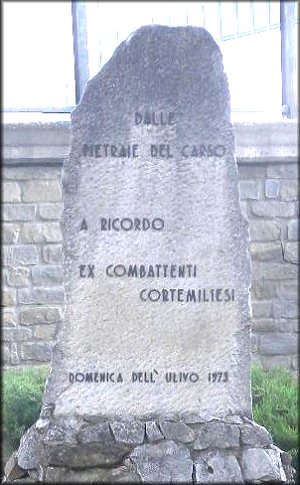 DALLE
PIETRAIE DEL CARSO
A RICORDO
EX COMBATTENTI
CORTEMILIESI
DOMENICA DELL' ULIVO 1973